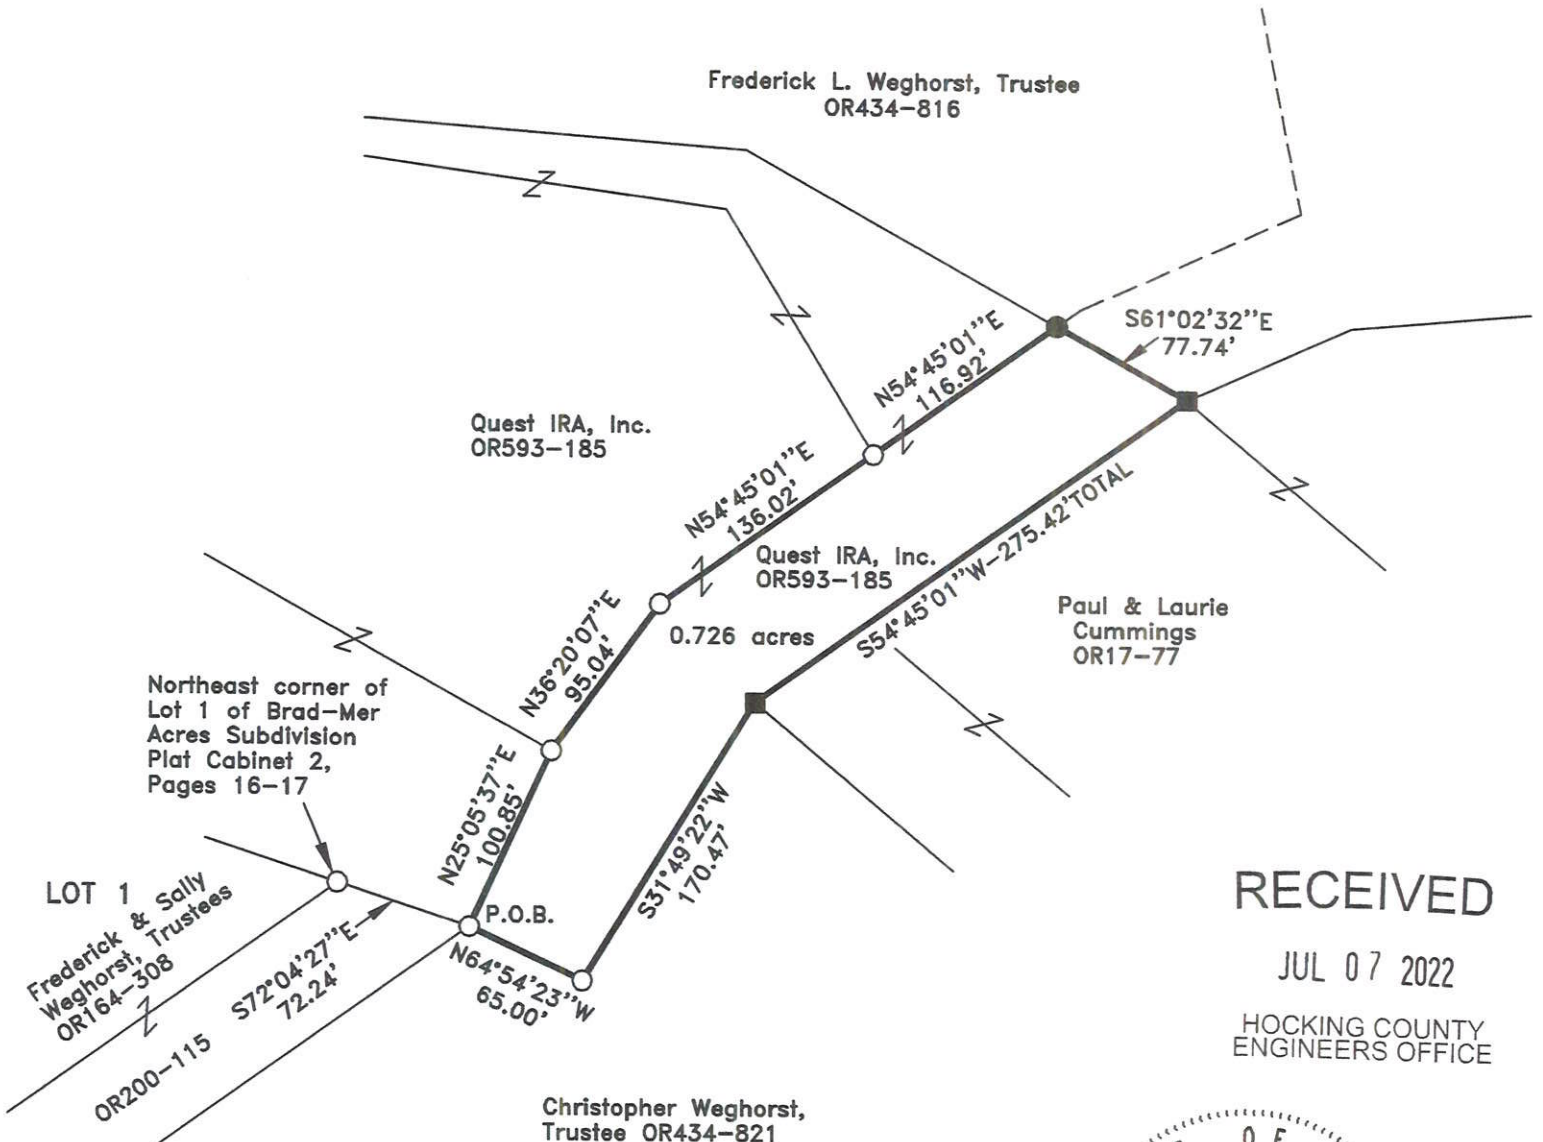 Frederick L. Weghorst, Trustee
OR434-816
S61°02'32''E
77.74'
N54°45'01''E
116.92'
Quest IRA, Inc.
OR593-185
N54°45'01''E
136.02'
Quest IRA, Inc.
OR593-185
S54°45'01''W-275.42'TOTAL
0.726 acres
Paul & Laurie
Cummings
OR17-77
N36°20'07''E
95.04'
Northeast corner of
Lot 1 of Brad-Mer
Acres Subdivision
Plat Cabinet 2,
Pages 16-17
N25°05'37''E
100.85'
S31°49'22''W
170.47'
LOT 1
Frederick & Sally
Weghorst, Trustees
OR164-308
P.O.B.
S72°04'27''E
72.24'
N64°54'23''W
65.00'
OR200-115
RECEIVED
JUL 07 2022
HOCKING COUNTY
ENGINEERS OFFICE
Christopher Weghorst,
Trustee OR434-821
OF